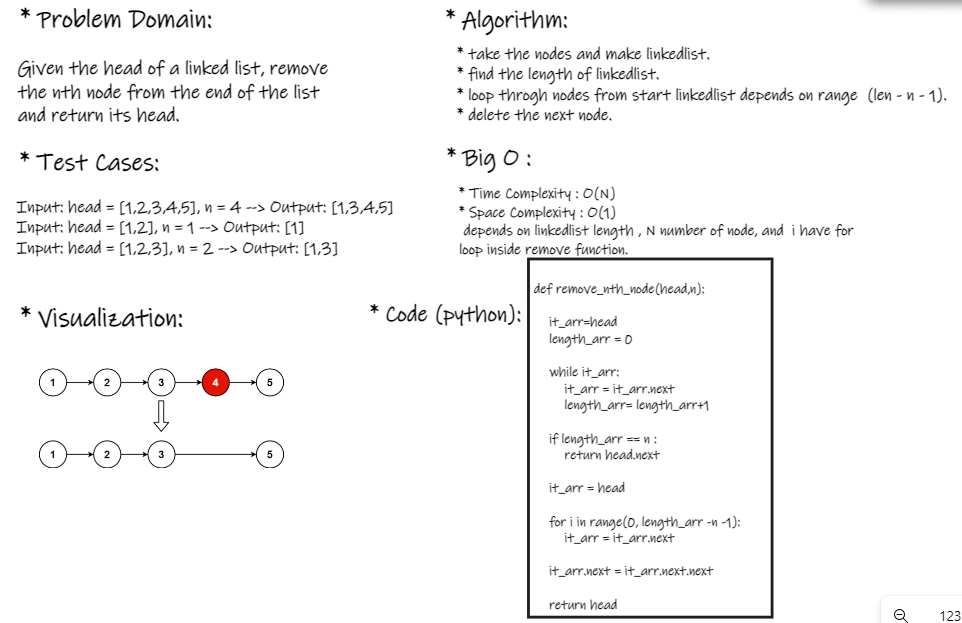 * Problem Domain:
Given the head of a linked list, remove
the nth node from the end of the list
and return its head.
* Test Cases:
Input: head = [1,2,3,4,5], n = 4 --> Output: [1,3,4,5]
Input: head = [1,2], n = 1 --> Output: [1]
Input: head = [1,2,3], n = 2 --> Output: [1,3]
* Visualization:
1 2 3 4 5
1 2 3 5
* Algorithm:
* take the nodes and make linkedlist.
* find the length of linkedlist.
* loop throgh nodes from start linkedlist depends on range (len - n - 1).
* delete the next node.
* Big O :
* Time Complexity : O(N)
* Space Complexity : O(1)
depends on linkedlist length , N number of node, and i have for
loop inside remove function.
* Code (python):
def remove_nth_node(head,n):
it_arr=head
length_arr = 0
while it_arr:
it_arr = it_arr.next
length_arr= length_arr+1
if length_arr == n :
return head.next
it_arr = head
for i in range(0, length_arr -n -1):
it_arr = it_arr.next
it_arr.next = it_arr.next.next
return head
123